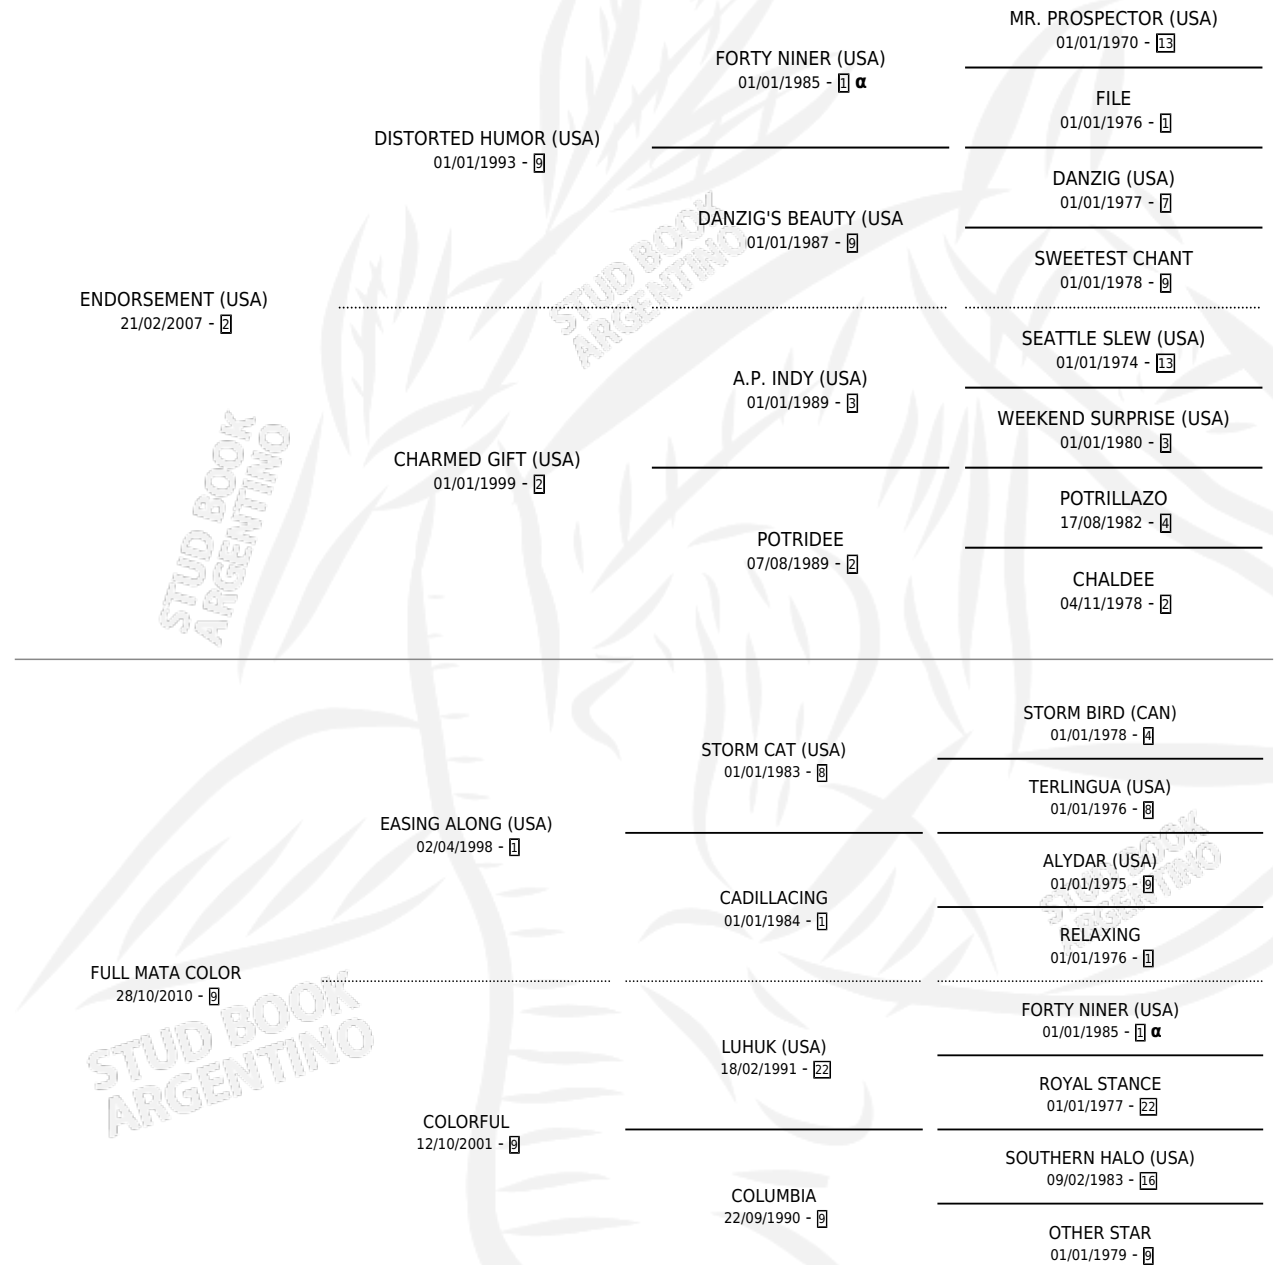 MR. PROSPECTOR (USA)
01/01/1970 - 13
FORTY NINER (USA)
01/01/1985 - 1 α
FILE
01/01/1976 - 1
DISTORTED HUMOR (USA)
01/01/1993 - 9
DANZIG (USA)
01/01/1977 - 7
DANZIG'S BEAUTY (USA
01/01/1987 - 9
SWEETEST CHANT
01/01/1978 - 9
ENDORSEMENT (USA)
21/02/2007 - 2
SEATTLE SLEW (USA)
01/01/1974 - 13
A.P. INDY (USA)
01/01/1989 - 3
WEEKEND SURPRISE (USA)
01/01/1980 - 3
CHARMED GIFT (USA)
01/01/1999 - 2
POTRILLAZO
17/08/1982 - 4
POTRIDEE
07/08/1989 - 2
CHALDEE
04/11/1978 - 2
STORM BIRD (CAN)
01/01/1978 - 4
STORM CAT (USA)
01/01/1983 - 8
TERLINGUA (USA)
01/01/1976 - 8
EASING ALONG (USA)
02/04/1998 - 1
ALYDAR (USA)
01/01/1975 - 9
CADILLACING
01/01/1984 - 1
RELAXING
01/01/1976 - 1
FULL MATA COLOR
28/10/2010 - 9
FORTY NINER (USA)
01/01/1985 - 1 α
LUHUK (USA)
18/02/1991 - 22
ROYAL STANCE
01/01/1977 - 22
COLORFUL
12/10/2001 - 9
SOUTHERN HALO (USA)
09/02/1983 - 16
COLUMBIA
22/09/1990 - 9
OTHER STAR
01/01/1979 - 9
STUD BOOK
ARGENTINO
STUD BOOK
ARGENTINO
STUD BOOK
ARGENTINO
STUD BOOK
ARGENTINO